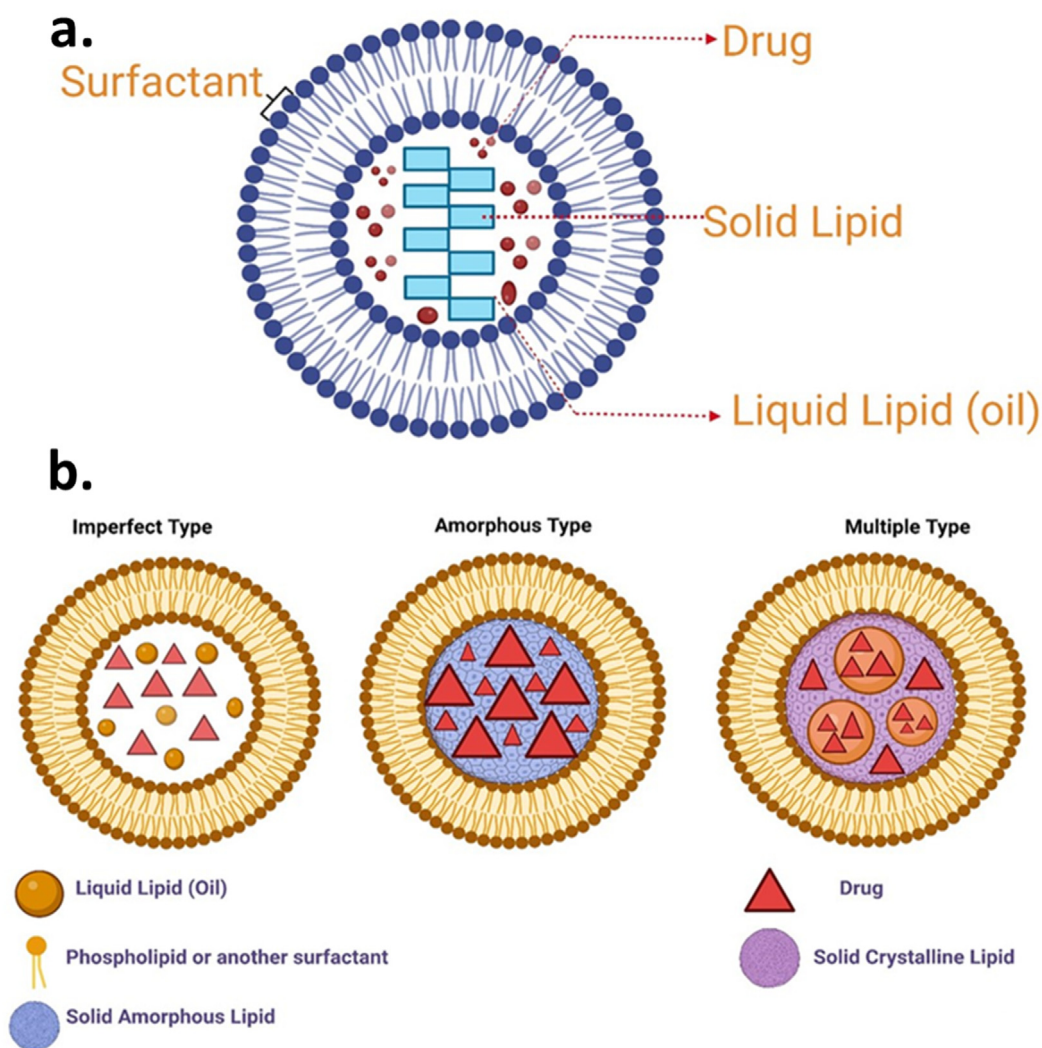 a.
Surfactant
Drug
Solid Lipid
Liquid Lipid (oil)
b.
Imperfect Type
Amorphous Type
Multiple Type
Liquid Lipid (Oil)
Drug
Phospholipid or another surfactant
Solid Crystalline Lipid
Solid Amorphous Lipid